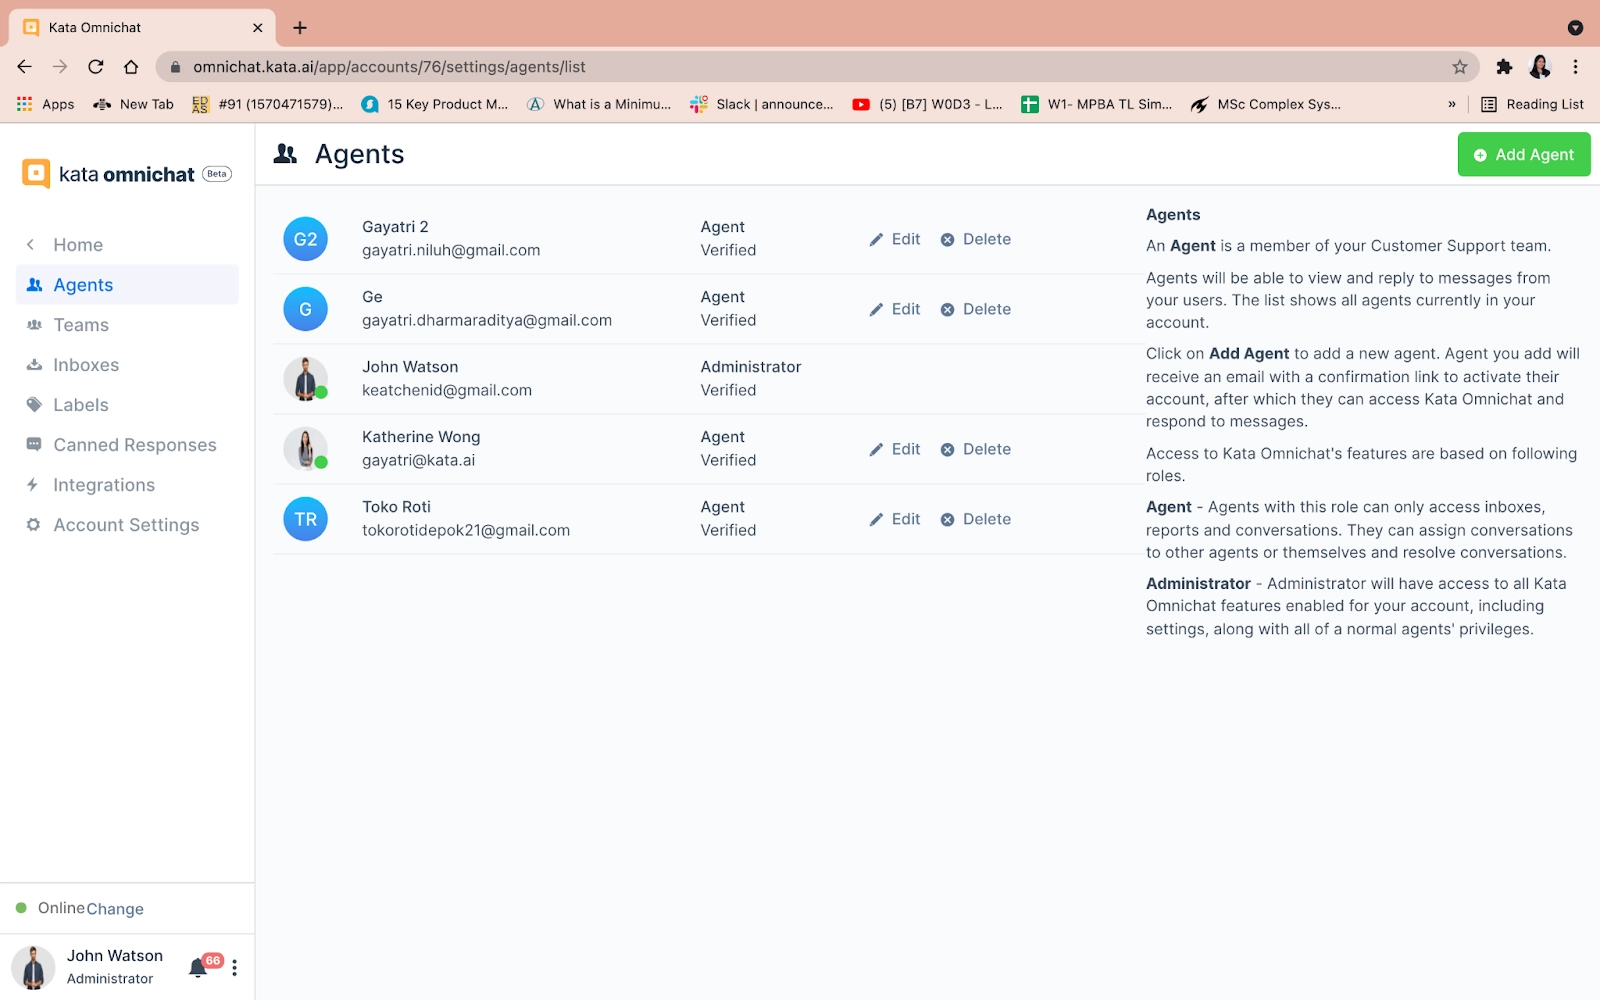 Kata Omnichat
omnichat.kata.ai/app/accounts/76/settings/agents/list
Apps
New Tab
EDAS
#91 (1570471579)...
15 Key Product M...
What is a Minimu...
Slack | announce...
(5) [B7] W0D3 - L...
W1- MPBA TL Sim...
MSc Complex Sys...
»
Reading List
kata omnichat Beta
Home
Agents
Teams
Inboxes
Labels
Canned Responses
Integrations
Account Settings
Online Change
John Watson
Administrator
66
Agents
Add Agent
G2
Gayatri 2
gayatri.niluh@gmail.com
Agent
Verified
Edit
Delete
G
Ge
gayatri.dharmaraditya@gmail.com
Agent
Verified
Edit
Delete
John Watson
keatchenid@gmail.com
Administrator
Verified
Katherine Wong
gayatri@kata.ai
Agent
Verified
Edit
Delete
TR
Toko Roti
tokorotidepok21@gmail.com
Agent
Verified
Edit
Delete
Agents
An Agent is a member of your Customer Support team.
Agents will be able to view and reply to messages from
your users. The list shows all agents currently in your
account.
Click on Add Agent to add a new agent. Agent you add will
receive an email with a confirmation link to activate their
account, after which they can access Kata Omnichat and
respond to messages.
Access to Kata Omnichat's features are based on following
roles.
Agent - Agents with this role can only access inboxes,
reports and conversations. They can assign conversations
to other agents or themselves and resolve conversations.
Administrator - Administrator will have access to all Kata
Omnichat features enabled for your account, including
settings, along with all of a normal agents' privileges.